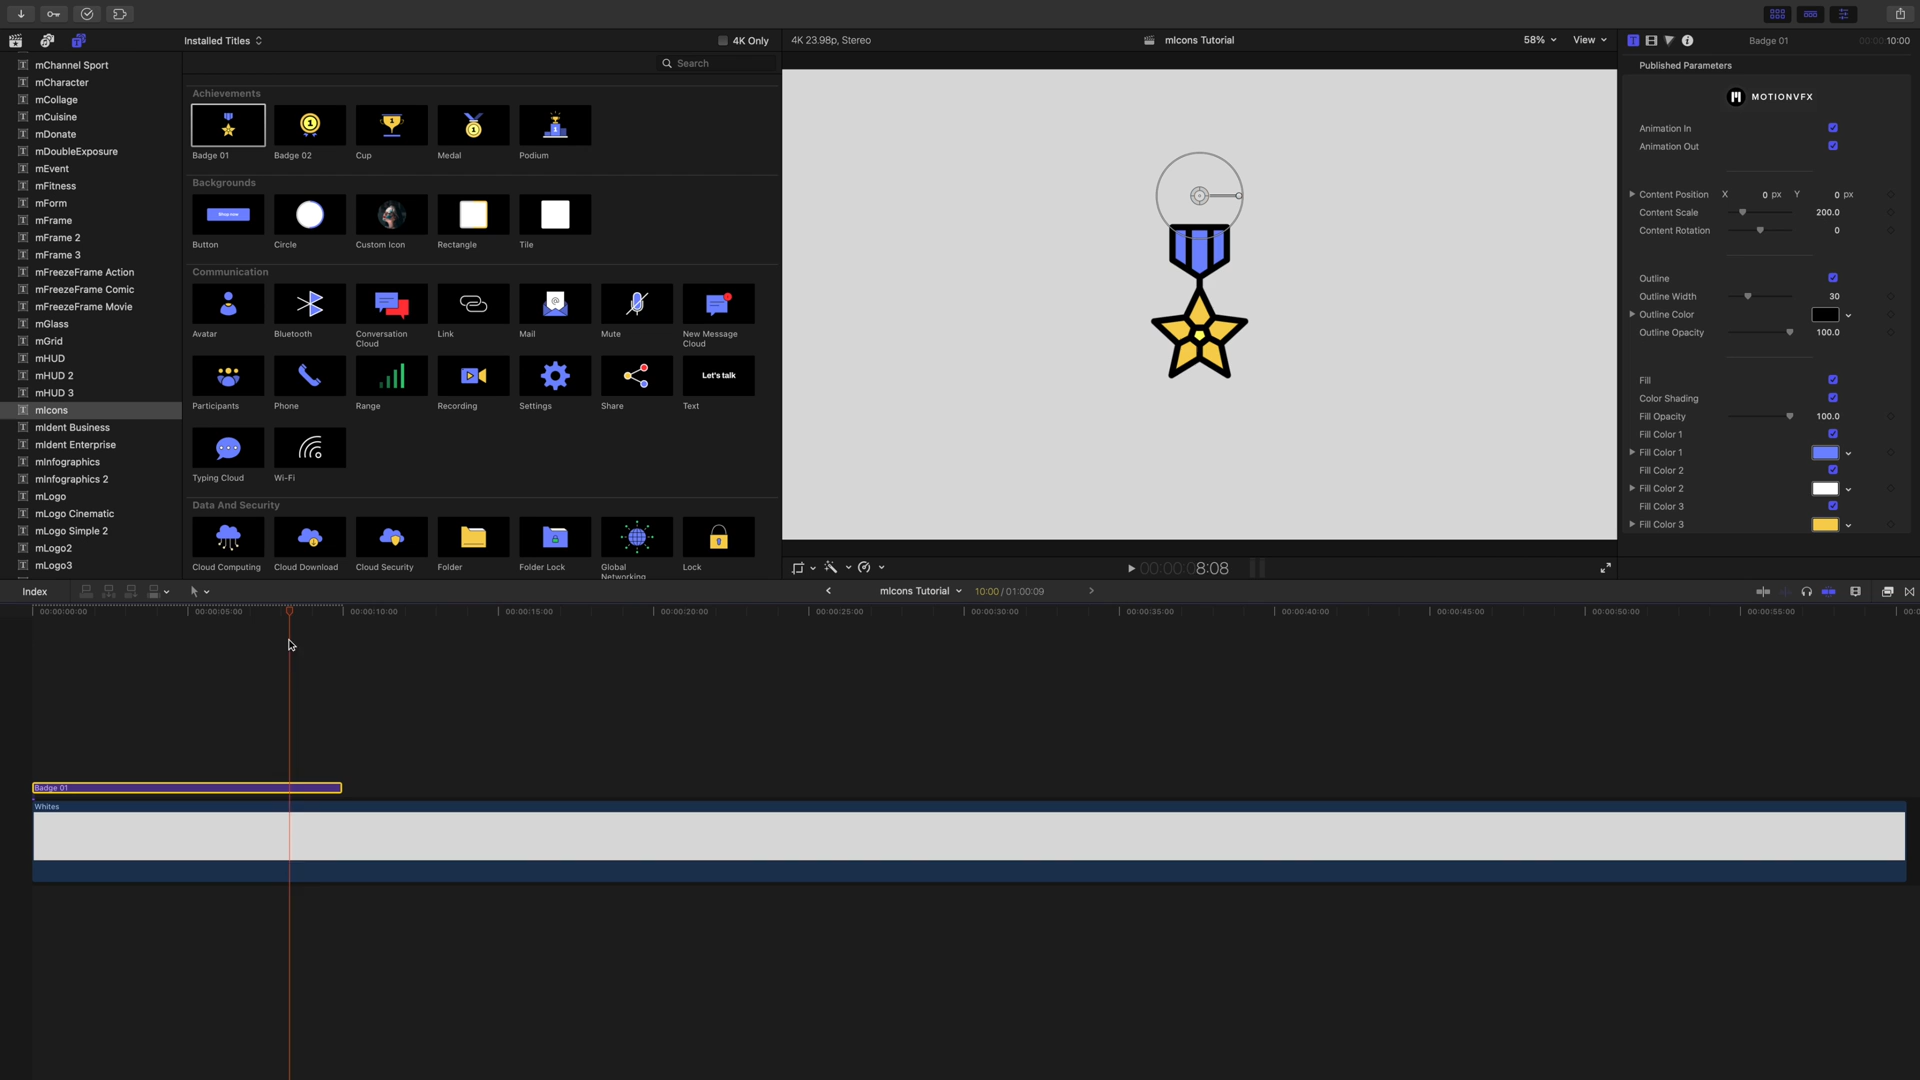 Installed Titles
4K Only
4K 23.98p, Stereo
mIcons Tutorial
58%
View
Badge 01
00:00:10:00
mChannel Sport
mCharacter
mCollage
mCuisine
mDonate
mDoubleExposure
mEvent
mFitness
mForm
mFrame
mFrame 2
mFrame 3
mFreezeFrame Action
mFreezeFrame Comic
mFreezeFrame Movie
mGlass
mGrid
mHUD
mHUD 2
mHUD 3
mIcons
mIdent Business
mIdent Enterprise
mInfographics
mInfographics 2
mLogo
mLogo Cinematic
mLogo Simple 2
mLogo2
mLogo3
Search
Achievements
Badge 01
Badge 02
Cup
Medal
Podium
Backgrounds
Shop now
Button
Circle
Custom Icon
Rectangle
Tile
Communication
Avatar
Bluetooth
Conversation Cloud
Link
Mail
Mute
New Message Cloud
Let's talk
Participants
Phone
Range
Recording
Settings
Share
Text
Typing Cloud
Wi-Fi
Data And Security
Cloud Computing
Cloud Download
Cloud Security
Folder
Folder Lock
Global Networking
Lock
Published Parameters
MOTIONVFX
Animation In
Animation Out
Content Position X 0 px Y 0 px
Content Scale 200.0
Content Rotation 0
Outline
Outline Width 30
Outline Color
Outline Opacity 100.0
Fill
Color Shading
Fill Opacity 100.0
Fill Color 1
Fill Color 1
Fill Color 2
Fill Color 2
Fill Color 3
Fill Color 3
00:00:08:08
Index
mIcons Tutorial
10:00 / 01:00:09
00:00:00:00
00:00:05:00
00:00:10:00
00:00:15:00
00:00:20:00
00:00:25:00
00:00:30:00
00:00:35:00
00:00:40:00
00:00:45:00
00:00:50:00
00:00:55:00
Badge 01
Whites